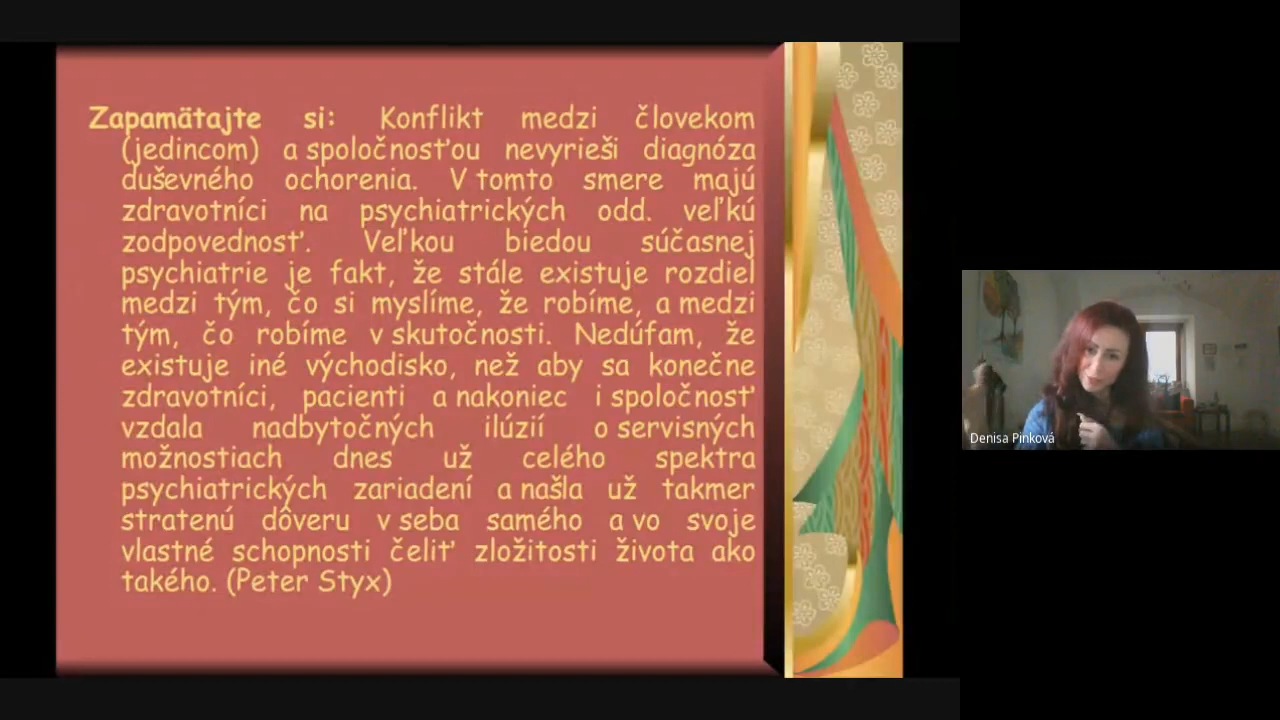 Zapamätajte si: Konflikt medzi človekom
(jedincom) a spoločnosťou nevyrieši diagnóza
duševného ochorenia. V tomto smere majú
zdravotníci na psychiatrických odd. veľkú
zodpovednosť. Veľkou biedou súčasnej
psychiatrie je fakt, že stále existuje rozdiel
medzi tým, čo si myslíme, že robíme, a medzi
tým, čo robíme v skutočnosti. Nedúfam, že
existuje iné východisko, než aby sa konečne
zdravotníci, pacienti a nakoniec i spoločnosť
vzdala nadbytočných ilúzií o servisných
možnostiach dnes už celého spektra
psychiatrických zariadení a našla už takmer
stratenú dôveru v seba samého a vo svoje
vlastné schopnosti čeliť zložitosti života ako
takého. (Peter Styx)
Denisa Pinková